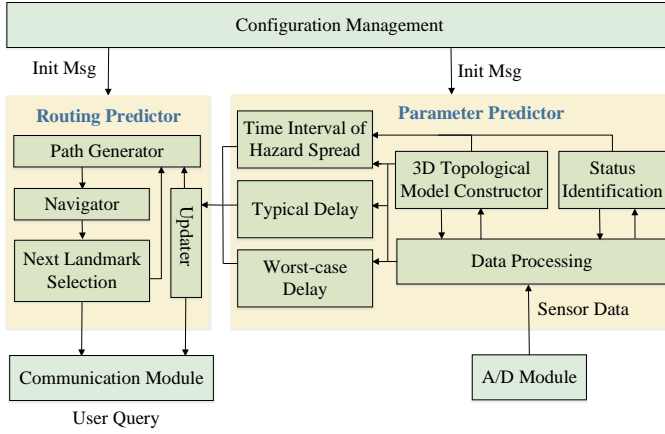 Configuration Management
Init Msg
Init Msg
Routing Predictor
Path Generator
Navigator
Next Landmark
Selection
Updater
Parameter Predictor
Time Interval of
Hazard Spread
3D Topological
Model Constructor
Status
Identification
Typical Delay
Worst-case
Delay
Data Processing
Sensor Data
Communication Module
A/D Module
User Query